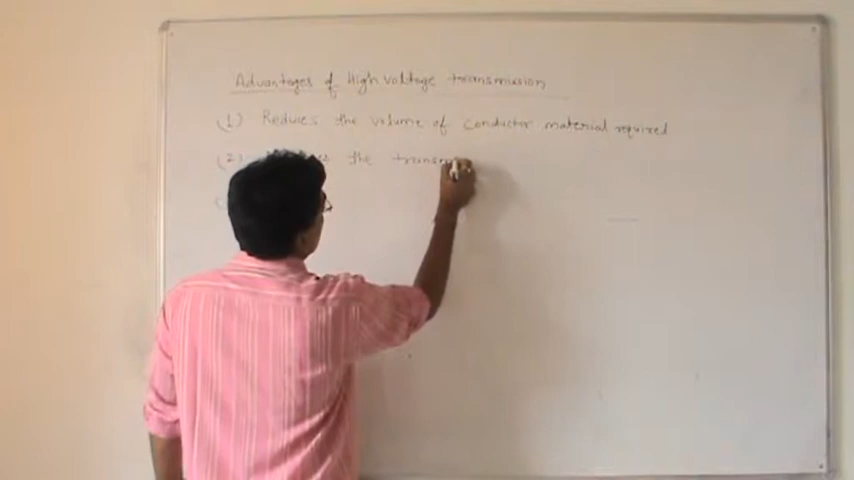 Advantages of High voltage transmission
(1) Reduces the volume of conductor material required
(2) the transm